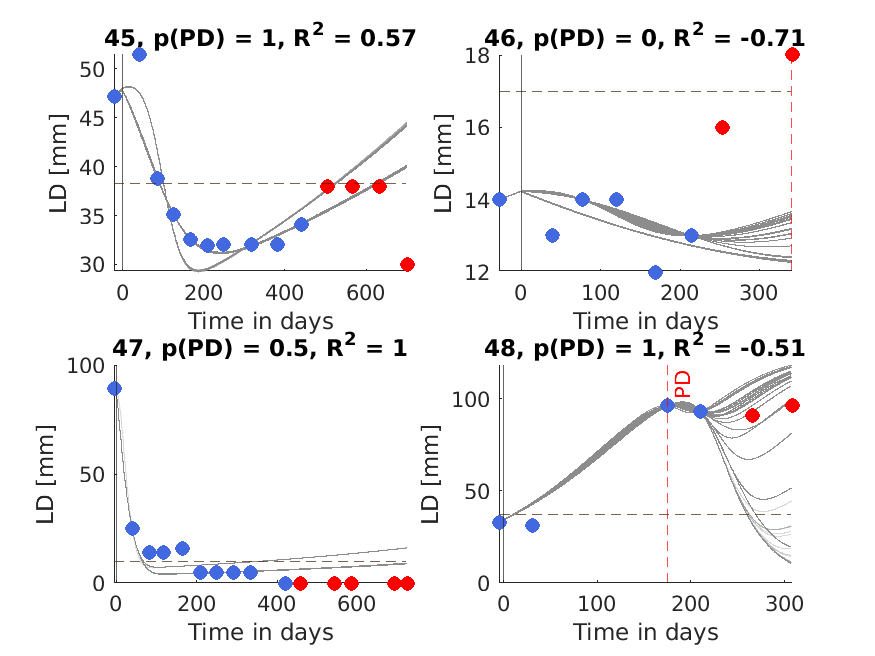 45, p(PD) = 1, R² = 0.57
50
45
40
35
30
LD [mm]
0 200 400 600
Time in days
46, p(PD) = 0, R² = -0.71
18
16
14
12
LD [mm]
0 100 200 300
Time in days
47, p(PD) = 0.5, R² = 1
100
50
0
LD [mm]
0 200 400 600
Time in days
48, p(PD) = 1, R² = -0.51
PD
100
50
0
LD [mm]
0 100 200 300
Time in days